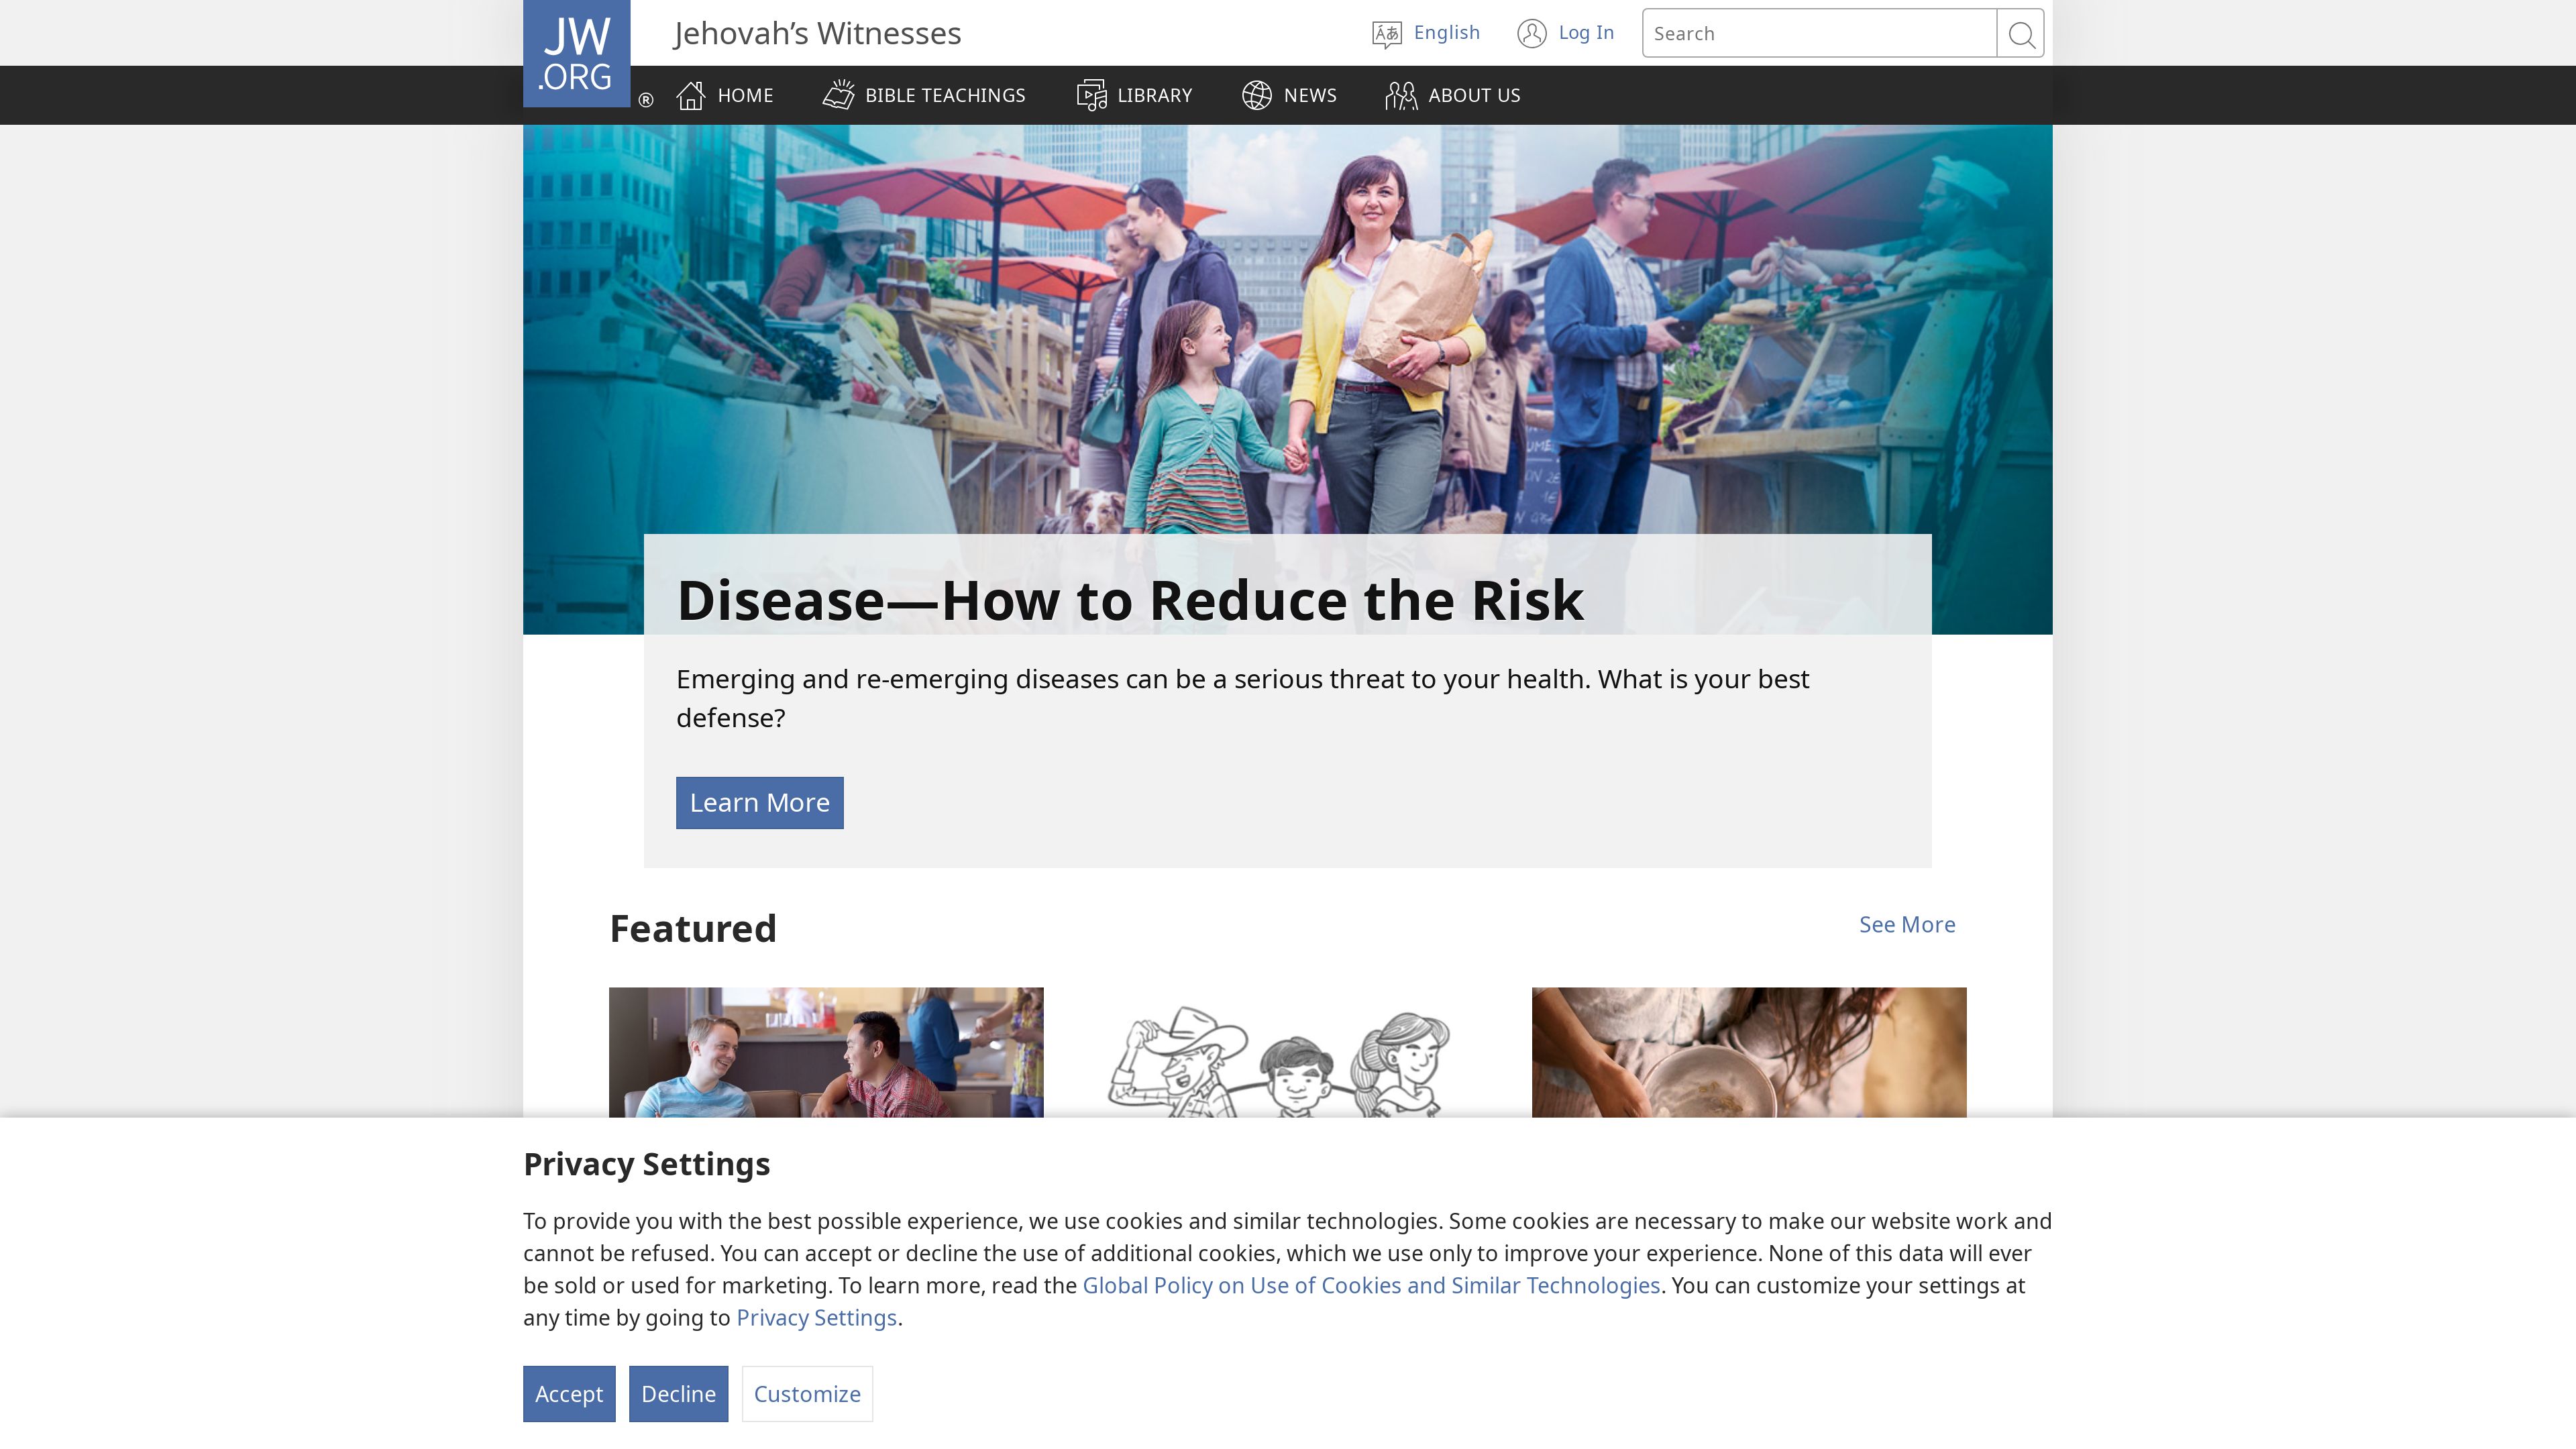 JW
.ORG
®
Jehovah’s Witnesses
English
Log In
Search
HOME
BIBLE TEACHINGS
LIBRARY
NEWS
ABOUT US
Disease—How to Reduce the Risk
Emerging and re-emerging diseases can be a serious threat to your health. What is your best
defense?
Learn More
Featured
See More
Privacy Settings
To provide you with the best possible experience, we use cookies and similar technologies. Some cookies are necessary to make our website work and
cannot be refused. You can accept or decline the use of additional cookies, which we use only to improve your experience. None of this data will ever
be sold or used for marketing. To learn more, read the Global Policy on Use of Cookies and Similar Technologies. You can customize your settings at
any time by going to Privacy Settings.
Accept
Decline
Customize